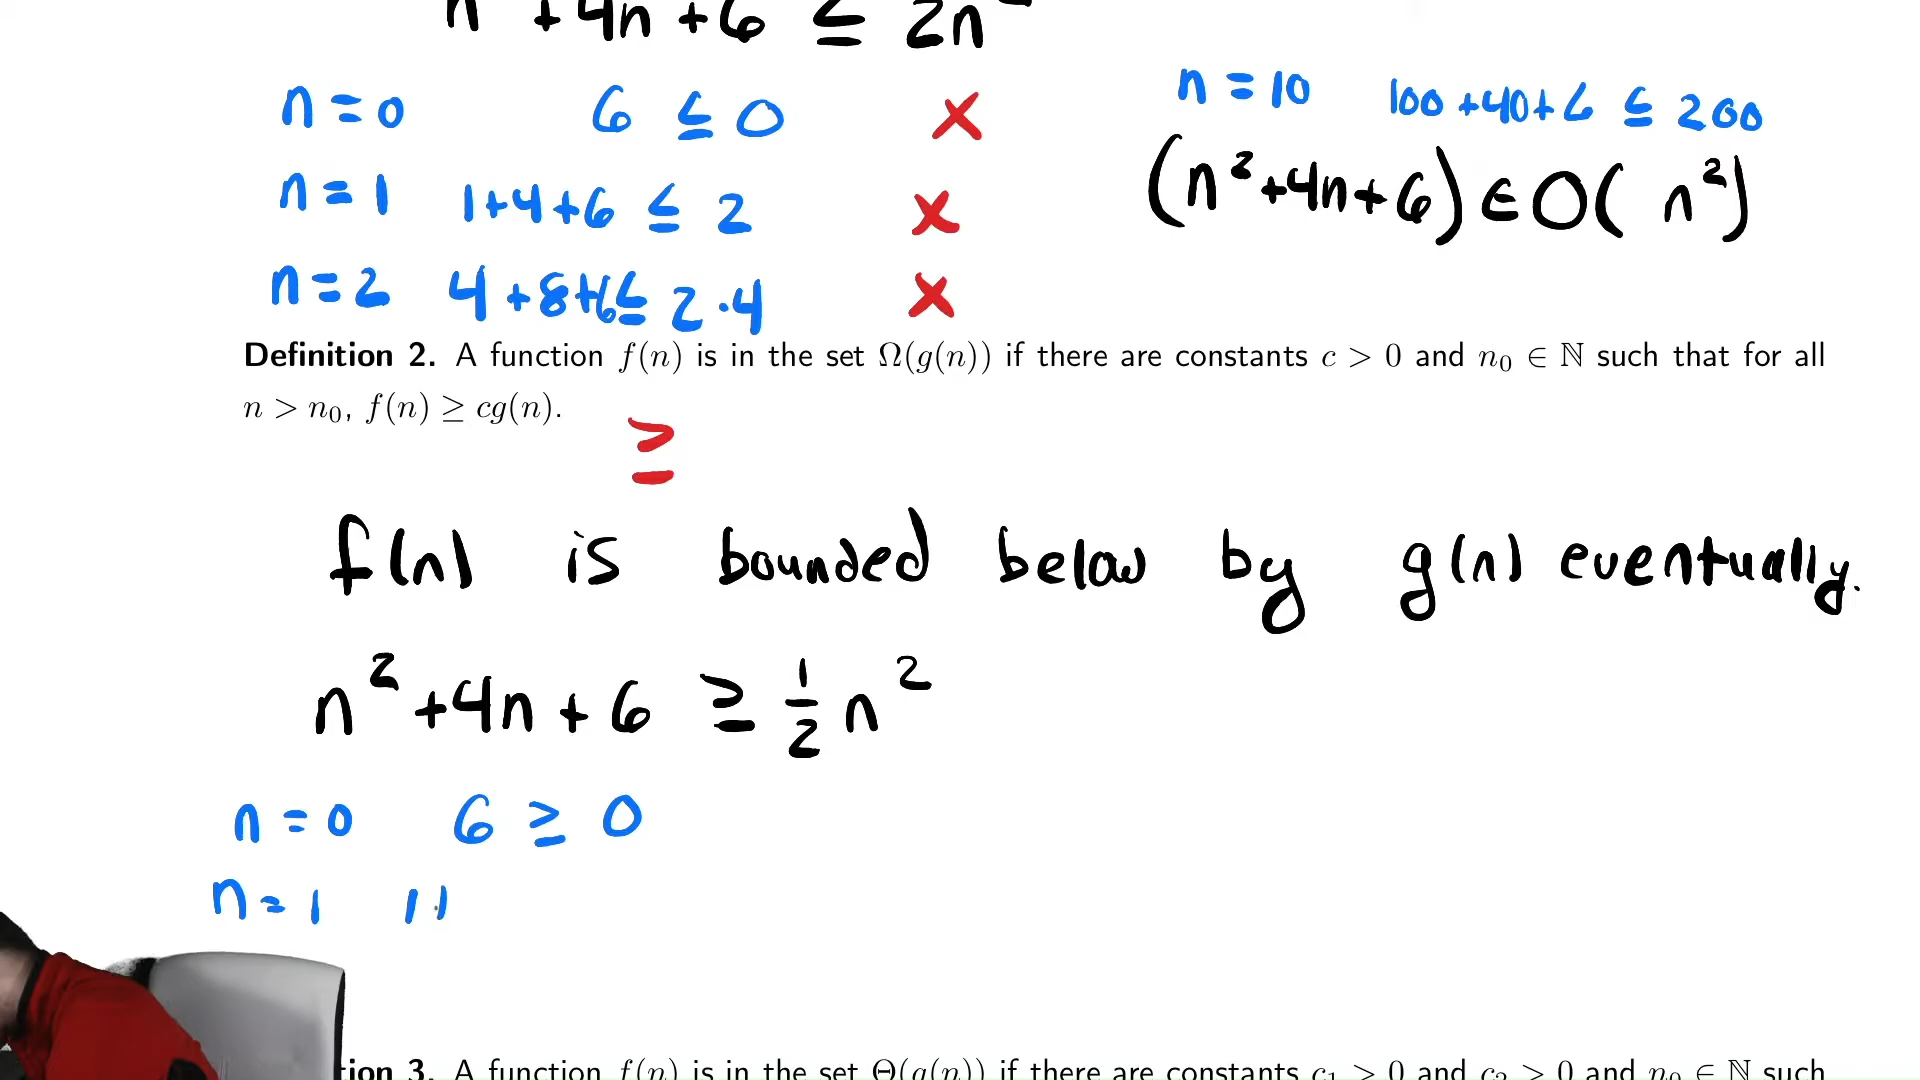 n² + 4n + 6 ≤ 2n²
n = 0 6 ≤ 0 ×
n = 1 1+4+6 ≤ 2 ×
n = 2 4 + 8 + 6 ≤ 2·4 ×
n = 10 100 + 40 + 6 ≤ 200
(n² + 4n + 6) ∈ O( n²)
Definition 2. A function f(n) is in the set Ω(g(n)) if there are constants c > 0 and n₀ ∈ ℕ such that for all
n > n₀, f(n) ≥ cg(n).
≥
f(n) is bounded below by g(n) eventually.
n² + 4n + 6 ≥ ½ n²
n = 0 6 ≥ 0
n = 1 11
tion 3. A function f(n) is in the set Θ(g(n)) if there are constants c₁ > 0 and c₂ > 0 and n₀ ∈ ℕ such